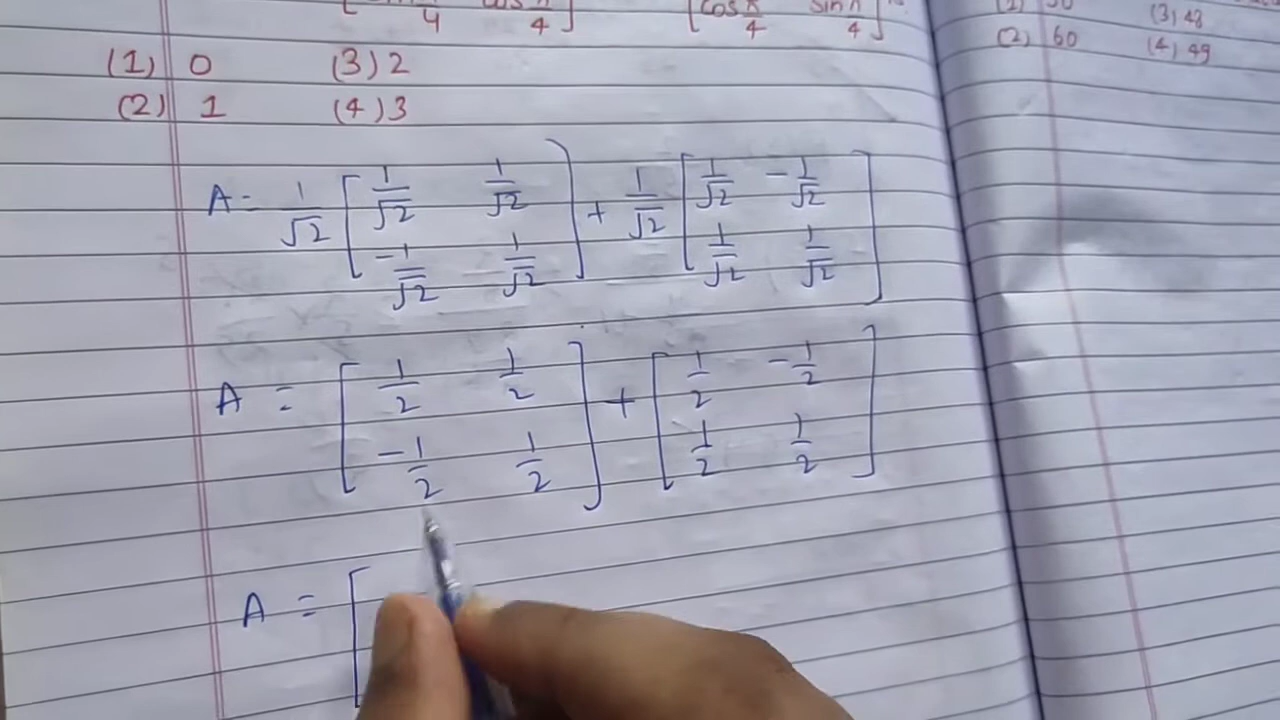 4 4 cos π/4 sin π/4
(1) 0 (3) 2
(2) 1 (4) 3
A = 1/√2 [1/√2 1/√2
-1/√2 1/√2] + 1/√2 [1/√2 -1/√2
1/√2 1/√2]
A = [1/2 1/2
-1/2 1/2] + [1/2 -1/2
1/2 1/2]
A = [
(3) 48
(2) 60 (4) 49